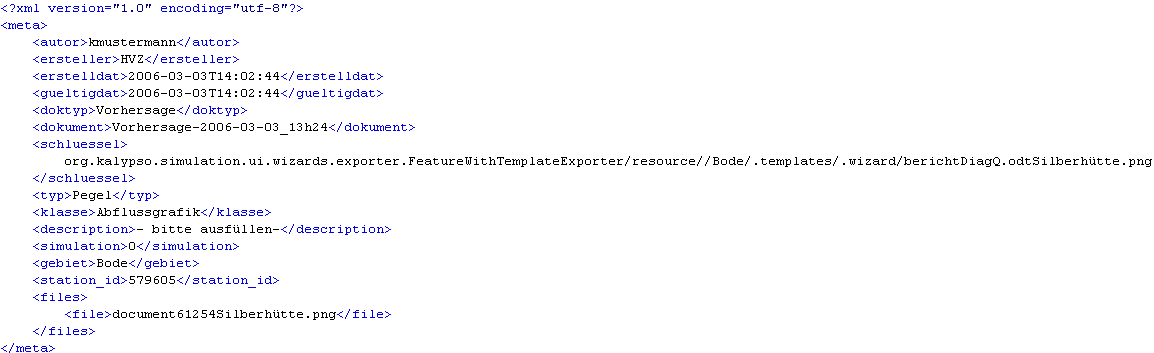 <?xml version="1.0" encoding="utf-8"?>
<meta>
<autor>kmustermann</autor>
<ersteller>HVZ</ersteller>
<erstelldat>2006-03-03T14:02:44</erstelldat>
<gueltigdat>2006-03-03T14:02:44</gueltigdat>
<doktyp>Vorhersage</doktyp>
<dokument>Vorhersage-2006-03-03_13h24</dokument>
<schluessel>
org.kalypso.simulation.ui.wizards.exporter.FeatureWithTemplateExporter/resource//Bode/.templates/.wizard/berichtDiagQ.odtSilberhütte.png
</schluessel>
<typ>Pegel</typ>
<klasse>Abflussgrafik</klasse>
<description>- bitte ausfüllen-</description>
<simulation>0</simulation>
<gebiet>Bode</gebiet>
<station_id>579605</station_id>
<files>
<file>document61254Silberhütte.png</file>
</files>
</meta>